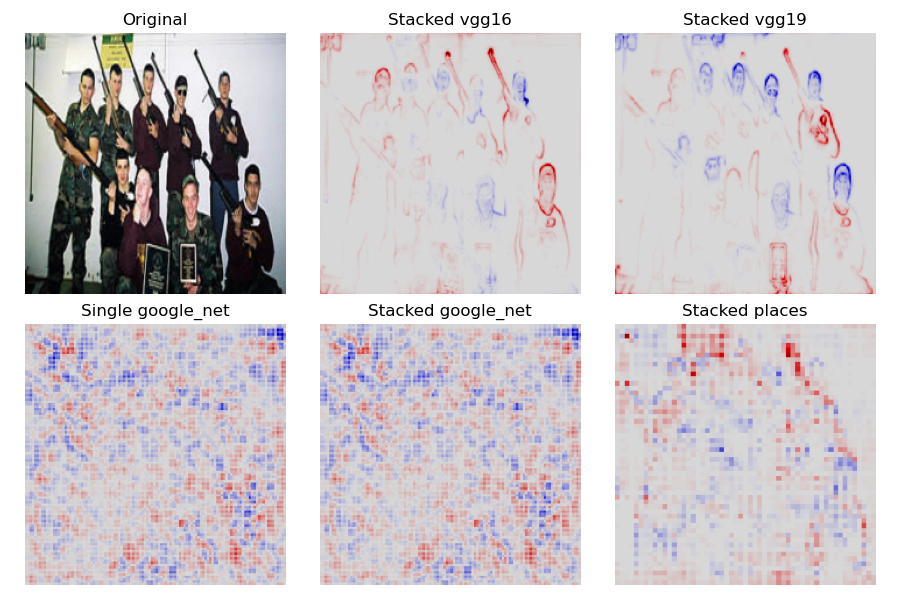 Original
Stacked vgg16
Stacked vgg19
Single google_net
Stacked google_net
Stacked places